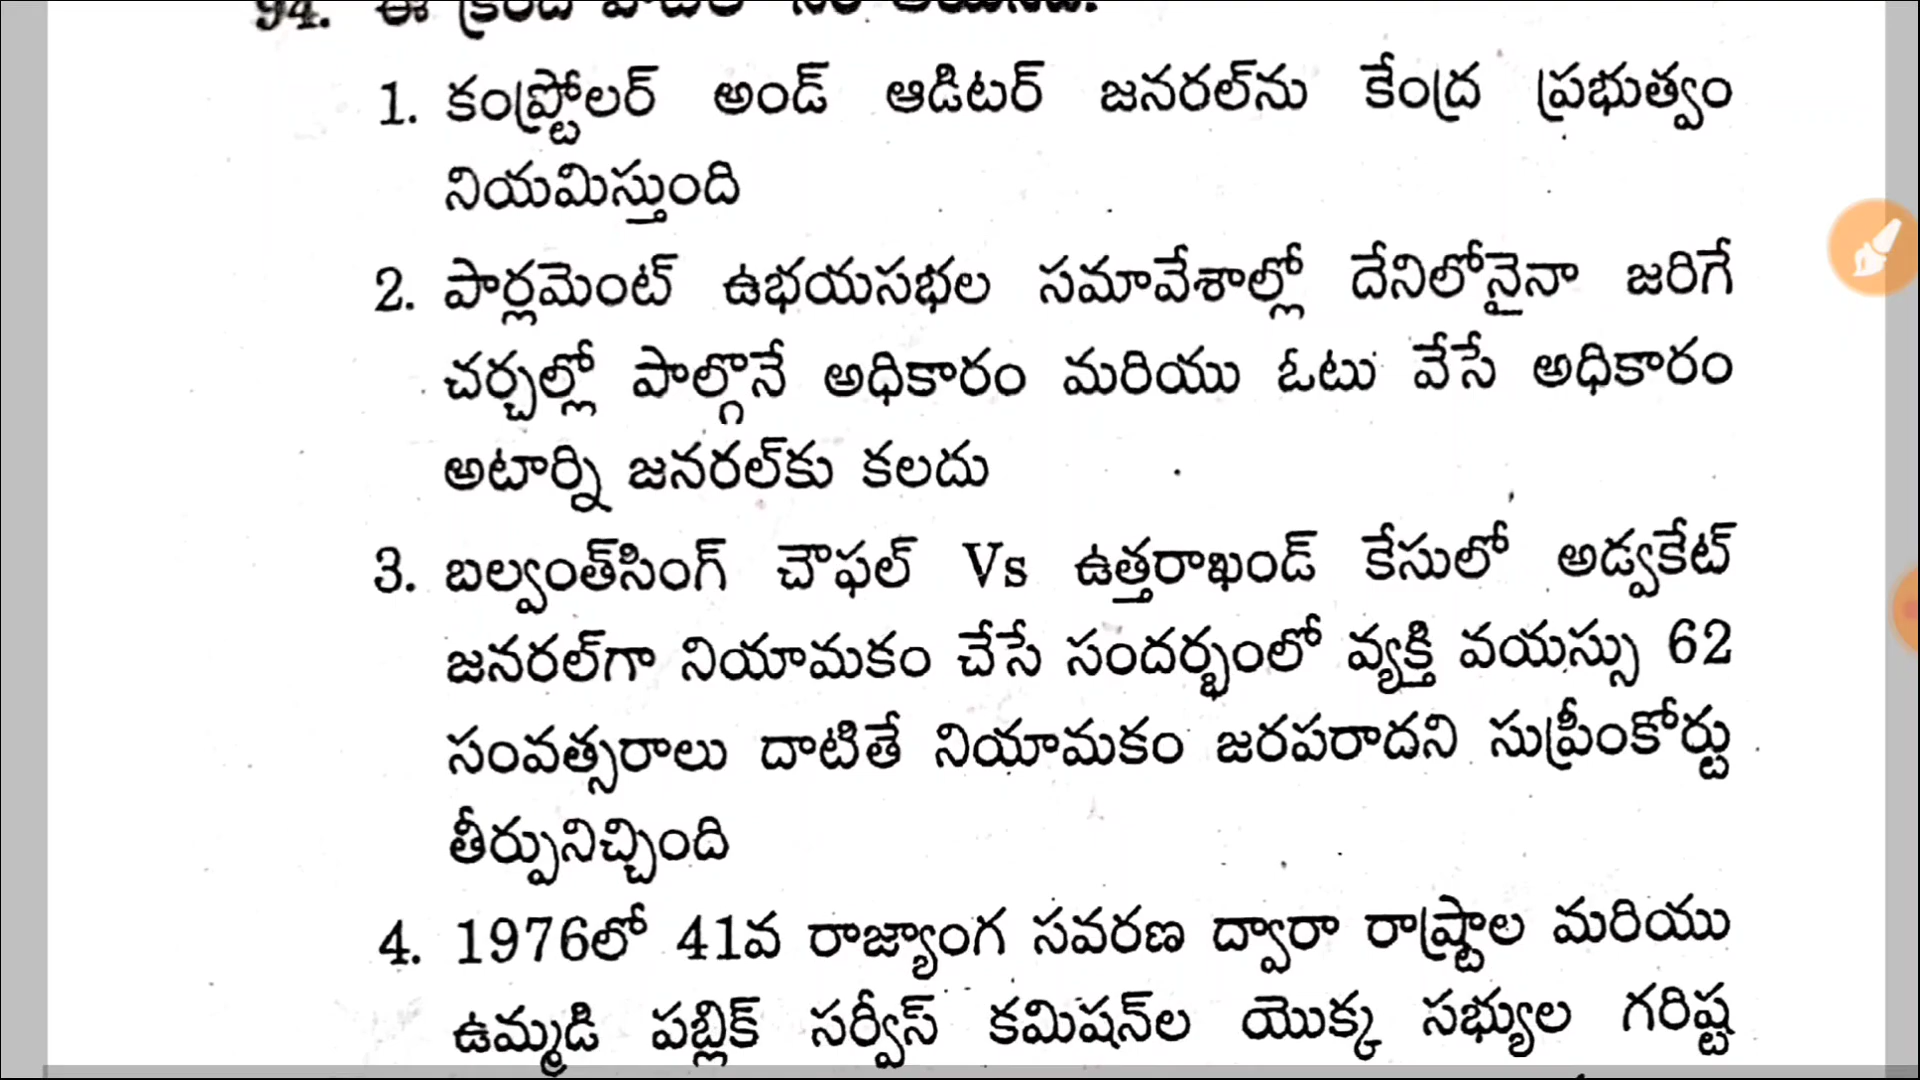 94. ఈ క్రింది
1. కంప్ట్రోలర్ అండ్ ఆడిటర్ జనరల్‌ను కేంద్ర ప్రభుత్వం
నియమిస్తుంది
2. పార్లమెంట్ ఉభయసభల సమావేశాల్లో దేనిలోనైనా జరిగే
చర్చల్లో పాల్గొనే అధికారం మరియు ఓటు వేసే అధికారం
అటార్ని జనరల్‌కు కలదు
3. బల్వంత్‌సింగ్ చౌఫల్ Vs ఉత్తరాఖండ్ కేసులో అడ్వకేట్
జనరల్‌గా నియామకం చేసే సందర్భంలో వ్యక్తి వయస్సు 62
సంవత్సరాలు దాటితే నియామకం జరపరాదని సుప్రీంకోర్టు
తీర్పునిచ్చింది
4. 1976లో 41వ రాజ్యాంగ సవరణ ద్వారా రాష్ట్రాల మరియు
ఉమ్మడి పబ్లిక్ సర్వీస్ కమిషన్‌ల యొక్క సభ్యుల గరిష్ట